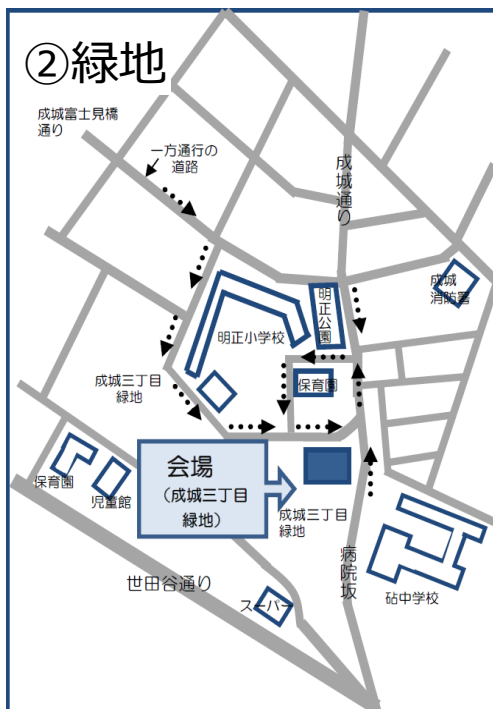 ②緑地
成城富士見橋
通り
一方通行の
道路
成城通り
成城
消防署
明正公園
明正小学校
保育園
成城三丁目
緑地
会場
（成城三丁目
緑地）
保育園
児童館
成城三丁目
緑地
病院坂
砧中学校
世田谷通り
スーパー